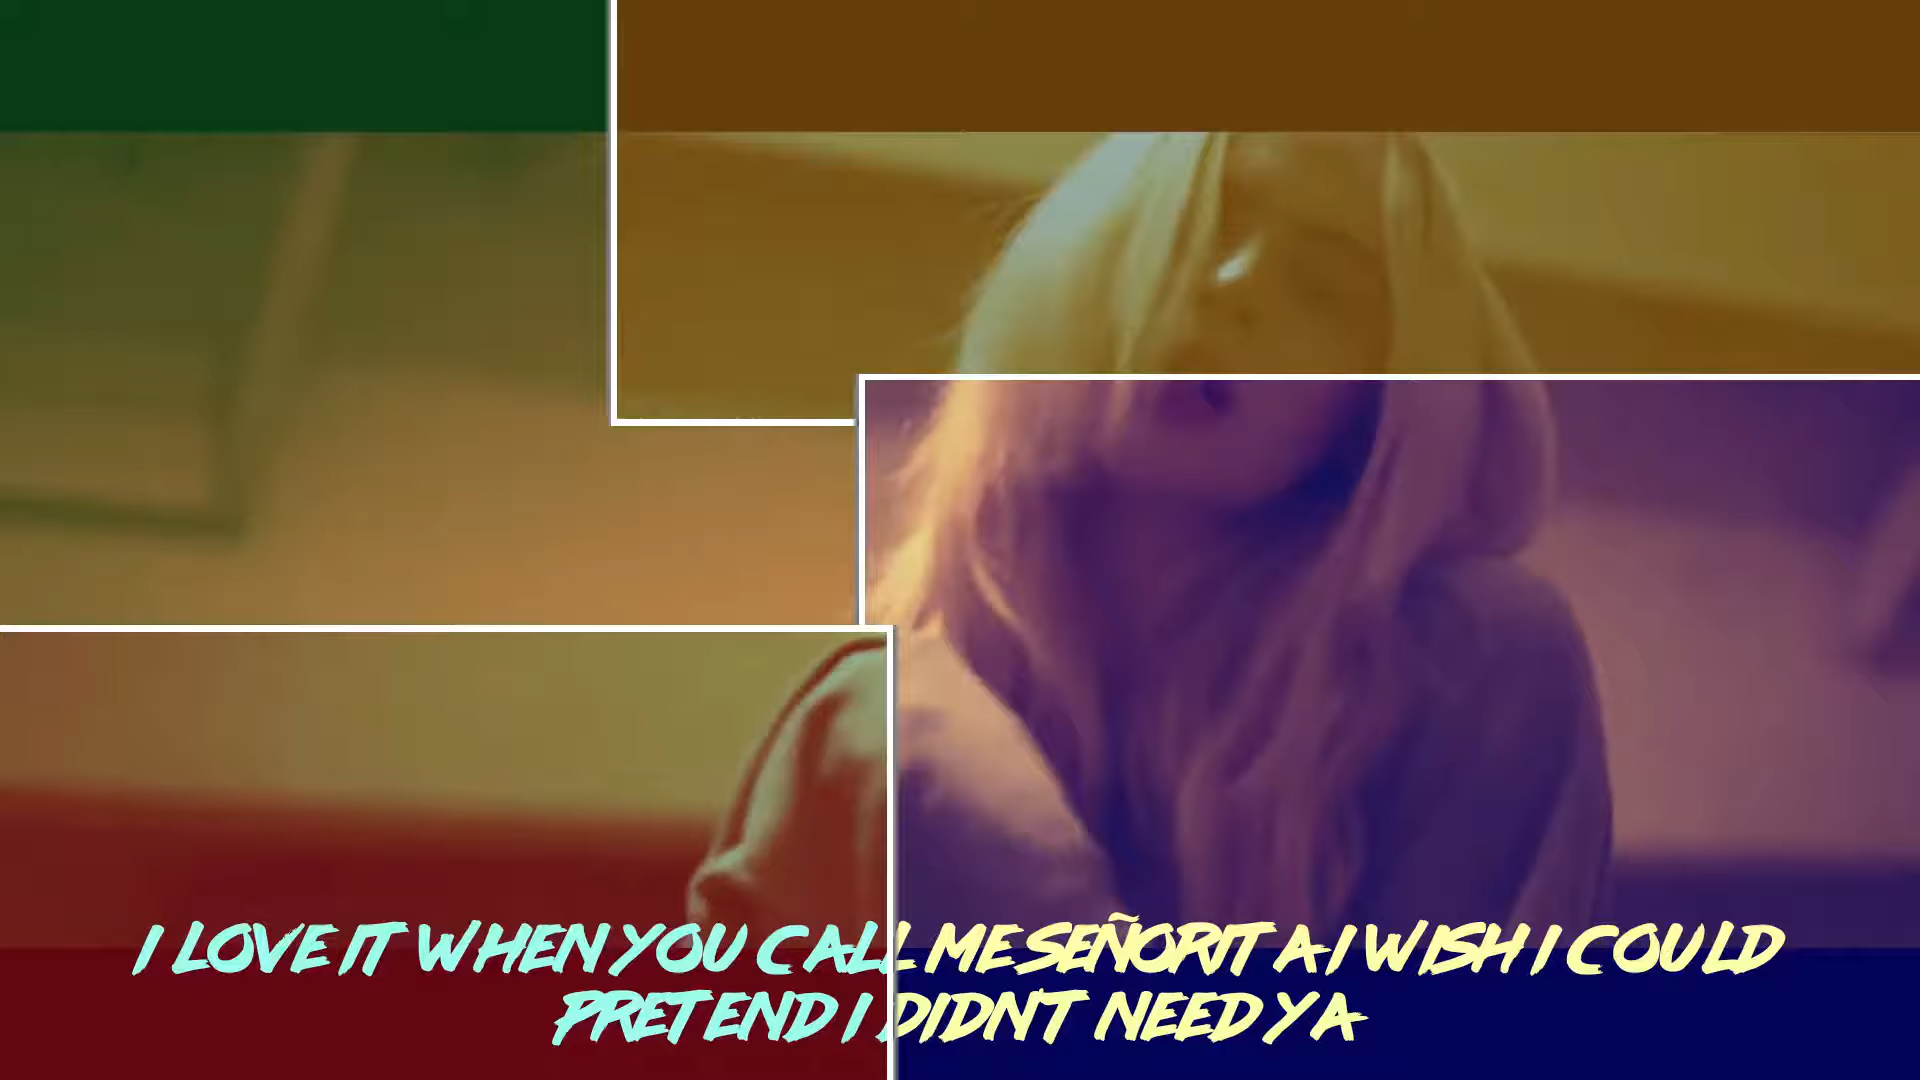 I LOVE IT WHEN YOU CALL ME SEÑORITA I WISH I COULD
PRETEND I DIDN'T NEED YA